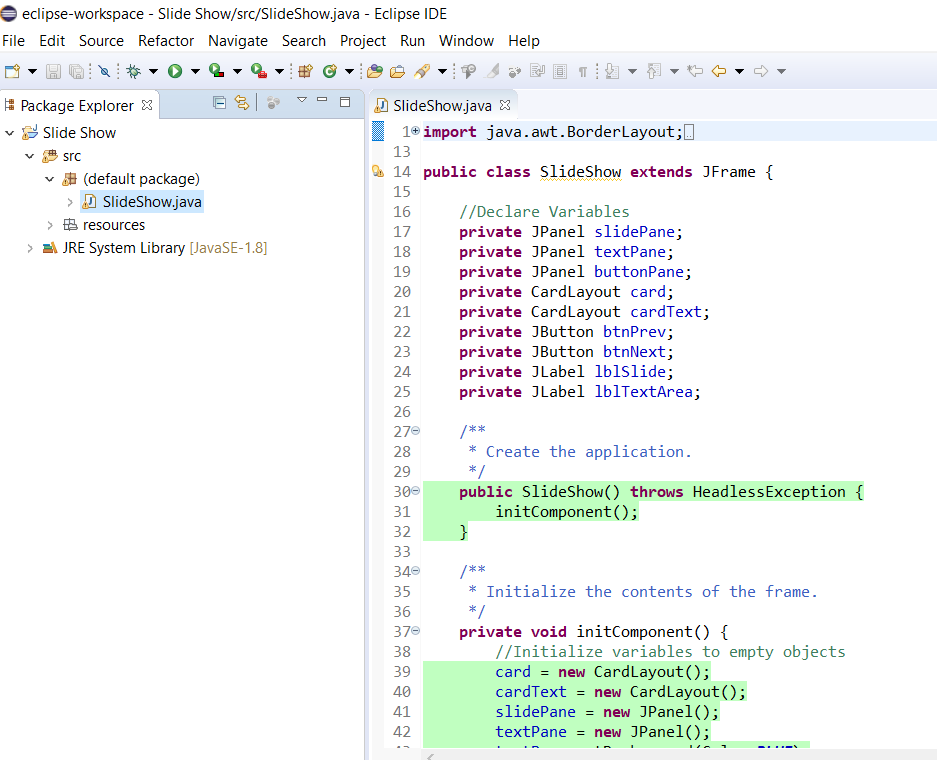 eclipse-workspace - Slide Show/src/SlideShow.java - Eclipse IDE
File Edit Source Refactor Navigate Search Project Run Window Help
Package Explorer
Slide Show
src
(default package)
SlideShow.java
resources
JRE System Library [JavaSE-1.8]
SlideShow.java
1 import java.awt.BorderLayout;
13
14 public class SlideShow extends JFrame {
15
16 //Declare Variables
17 private JPanel slidePane;
18 private JPanel textPane;
19 private JPanel buttonPane;
20 private CardLayout card;
21 private CardLayout cardText;
22 private JButton btnPrev;
23 private JButton btnNext;
24 private JLabel lblSlide;
25 private JLabel lblTextArea;
26
27 /**
28 * Create the application.
29 */
30 public SlideShow() throws HeadlessException {
31 initComponent();
32 }
33
34 /**
35 * Initialize the contents of the frame.
36 */
37 private void initComponent() {
38 //Initialize variables to empty objects
39 card = new CardLayout();
40 cardText = new CardLayout();
41 slidePane = new JPanel();
42 textPane = new JPanel();